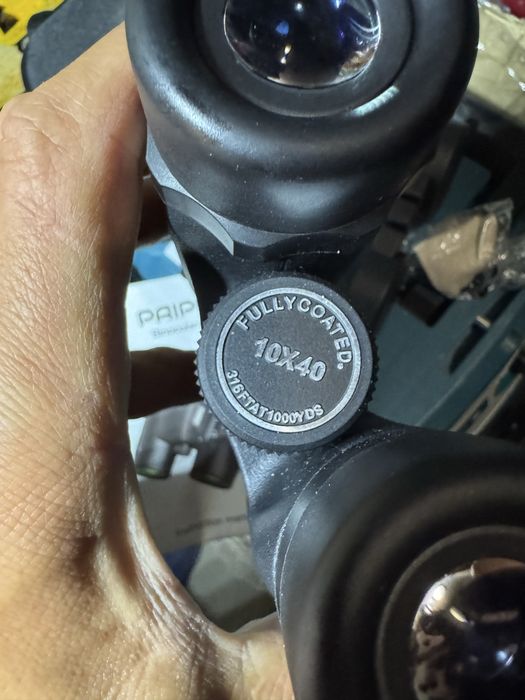 FULLYCOATED.
10X40
316FTAT1000YDS
PAIP